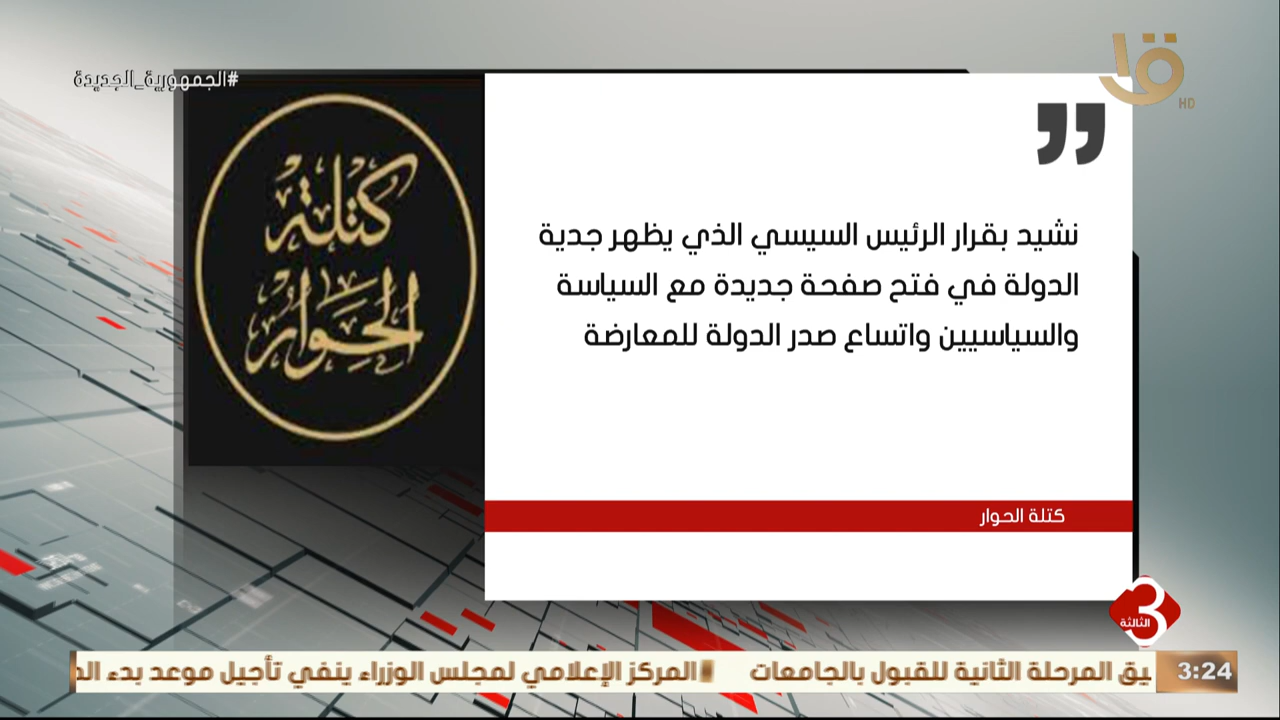 #الجمهورية_الجديدة
HD
كتلة
الحوار
نشيد بقرار الرئيس السيسي الذي يظهر جدية
الدولة في فتح صفحة جديدة مع السياسة
والسياسيين واتساع صدر الدولة للمعارضة
كتلة الحوار
3
الثالثة
3:24
المرحلة الثانية للقبول بالجامعات المركز الإعلامي لمجلس الوزراء ينفي تأجيل موعد بدء